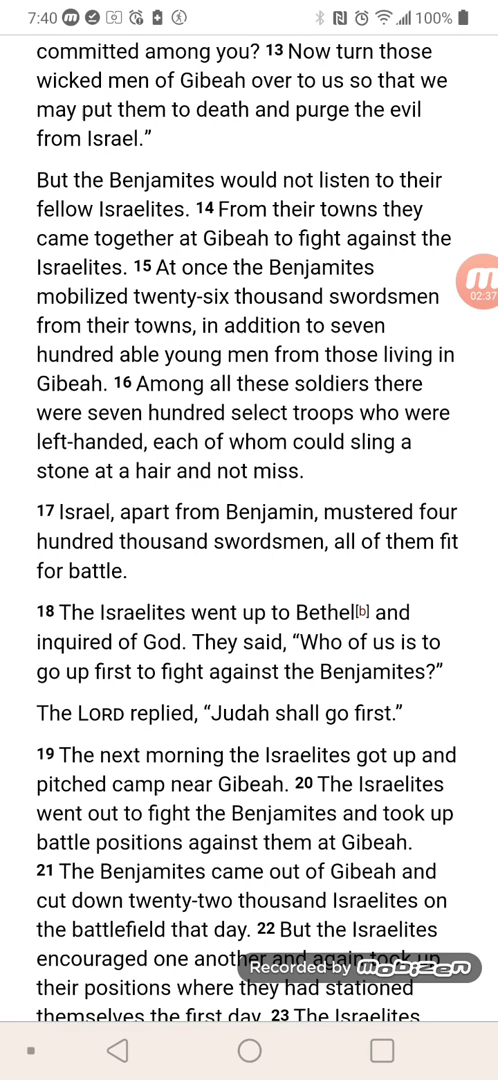 7:40 100%
committed among you? 13 Now turn those
wicked men of Gibeah over to us so that we
may put them to death and purge the evil
from Israel.”
But the Benjamites would not listen to their
fellow Israelites. 14 From their towns they
came together at Gibeah to fight against the
Israelites. 15 At once the Benjamites
mobilized twenty-six thousand swordsmen
02:37
from their towns, in addition to seven
hundred able young men from those living in
Gibeah. 16 Among all these soldiers there
were seven hundred select troops who were
left-handed, each of whom could sling a
stone at a hair and not miss.
17 Israel, apart from Benjamin, mustered four
hundred thousand swordsmen, all of them fit
for battle.
18 The Israelites went up to Bethel[b] and
inquired of God. They said, “Who of us is to
go up first to fight against the Benjamites?”
The LORD replied, “Judah shall go first.”
19 The next morning the Israelites got up and
pitched camp near Gibeah. 20 The Israelites
went out to fight the Benjamites and took up
battle positions against them at Gibeah.
21 The Benjamites came out of Gibeah and
cut down twenty-two thousand Israelites on
the battlefield that day. 22 But the Israelites
encouraged one another and again took up
Recorded by mobizen
their positions where they had stationed
themselves the first day. 23 The Israelites